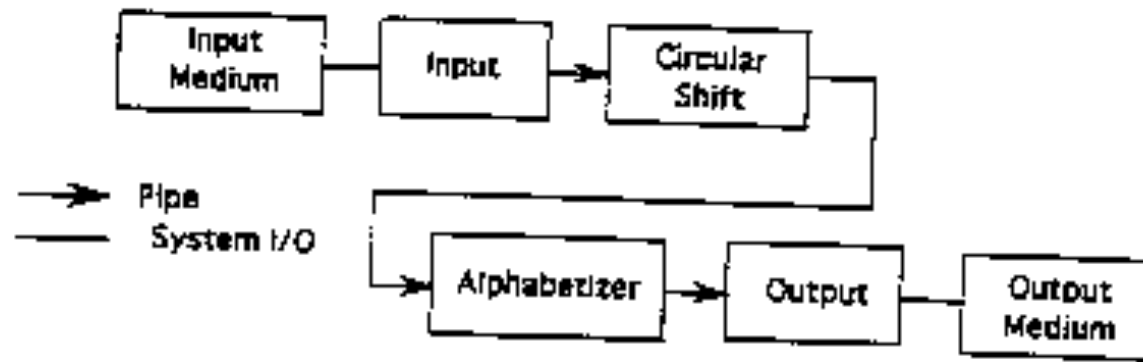 Input
Medium
Input
Circular
Shift
Pipe
System I/O
Alphabetizer
Output
Output
Medium